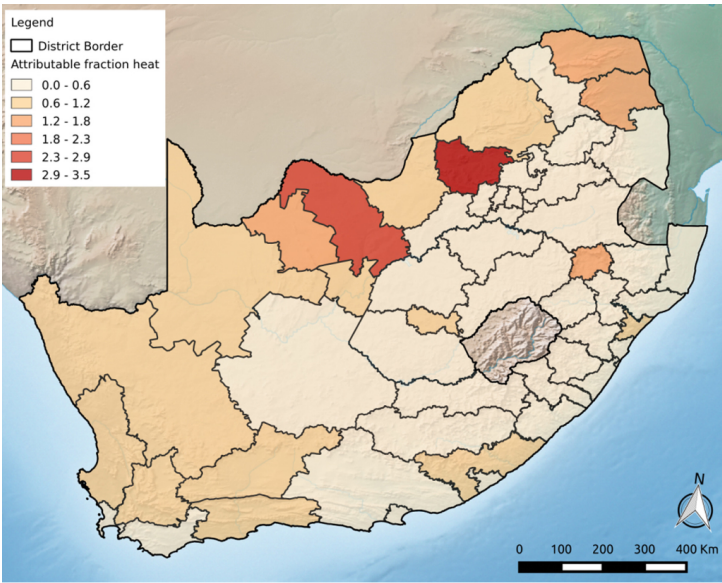 Legend
District Border
Attributable fraction heat
0.0 - 0.6
0.6 - 1.2
1.2 - 1.8
1.8 - 2.3
2.3 - 2.9
2.9 - 3.5
N
0 100 200 300 400 Km